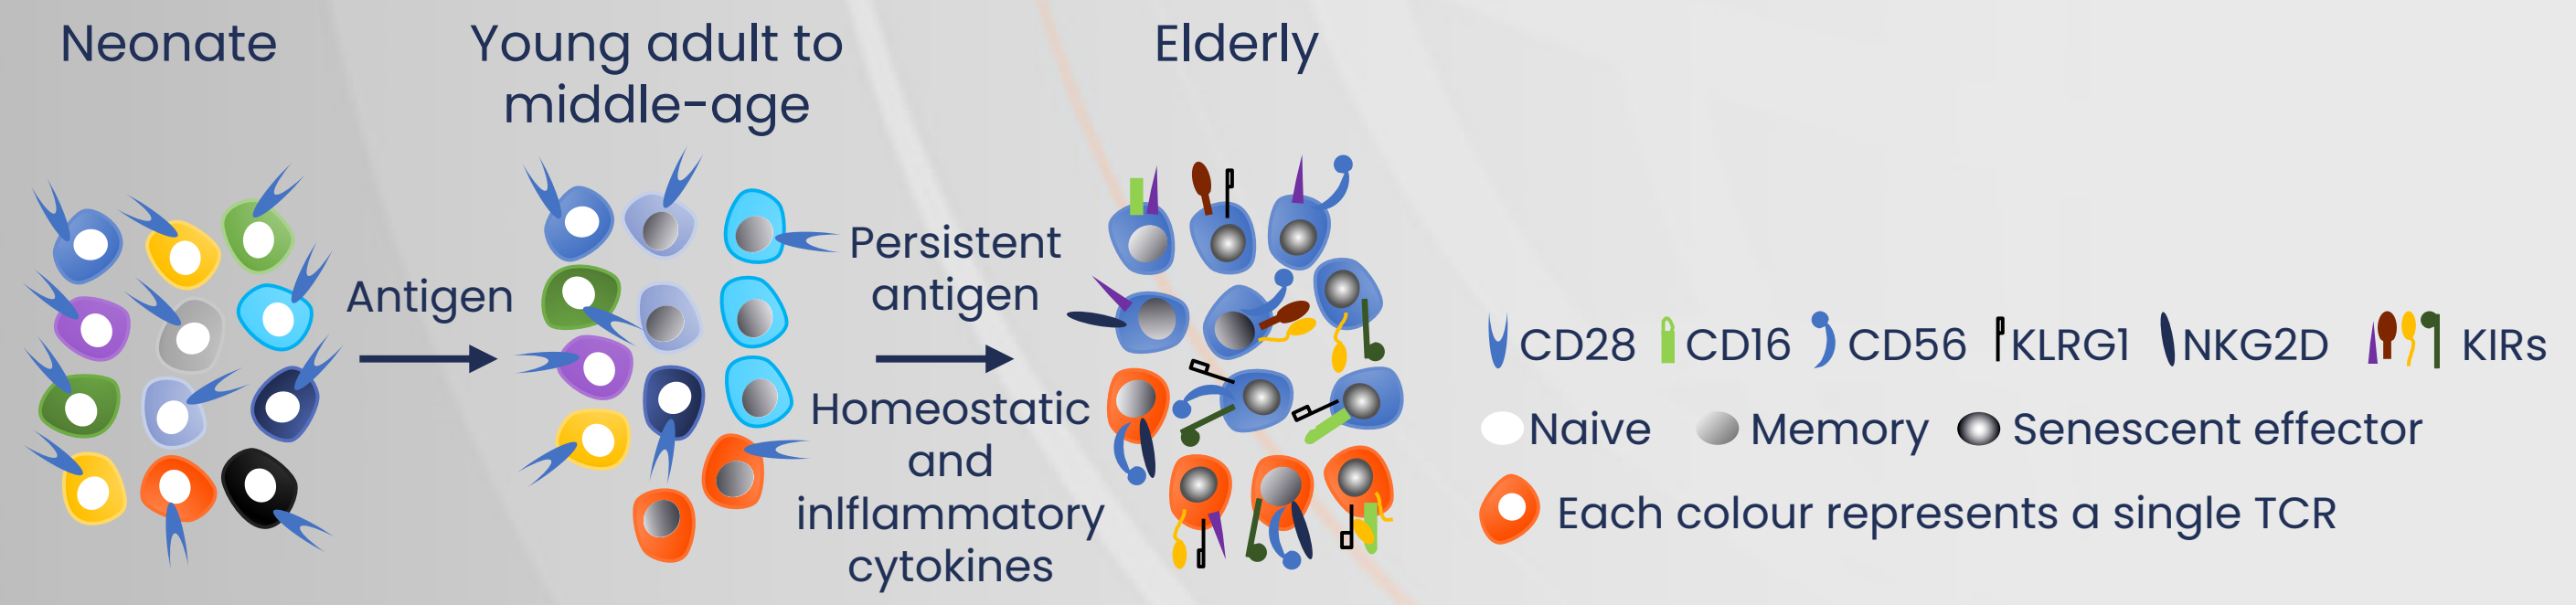 Neonate
Young adult to
middle-age
Elderly
Antigen
Persistent
antigen
Homeostatic
and
inlflammatory
cytokines
CD28 CD16 CD56 KLRG1 NKG2D KIRs
Naive Memory Senescent effector
Each colour represents a single TCR